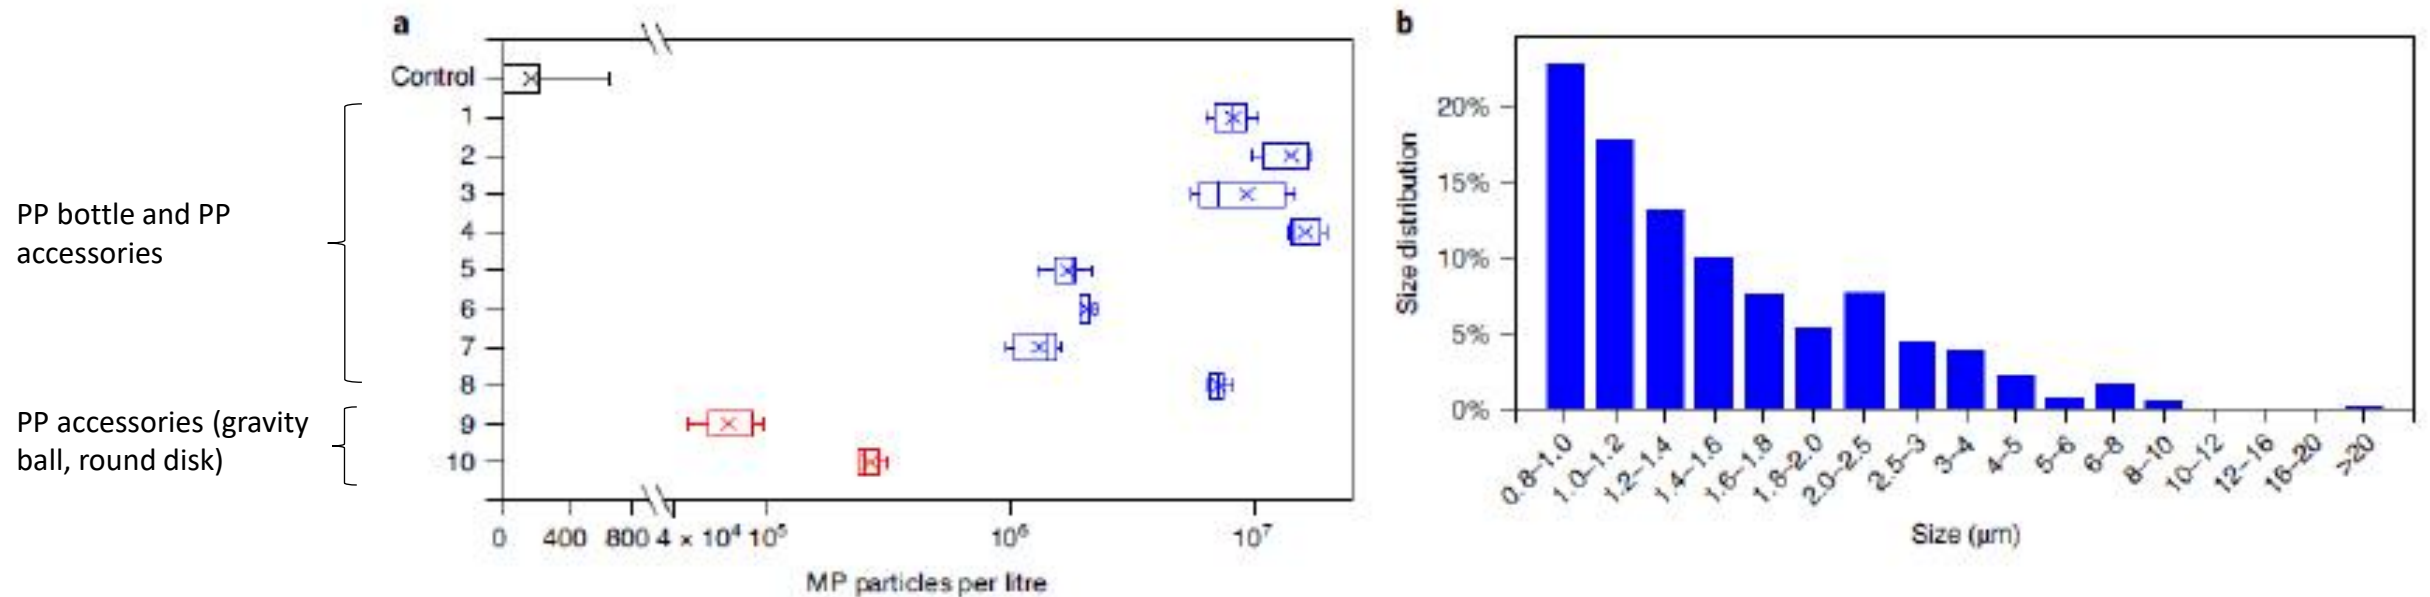 a
Control
1
2
3
4
5
6
7
8
9
10
PP bottle and PP
accessories
PP accessories (gravity
ball, round disk)
0 400 800 4 × 10⁴ 10⁵ 10⁶ 10⁷
MP particles per litre
b
Size distribution
20%
15%
10%
5%
0%
0.8–1.0
1.0–1.2
1.2–1.4
1.4–1.6
1.6–1.8
1.8–2.0
2.0–2.5
2.5–3
3–4
4–5
5–6
6–8
8–10
10–12
12–16
16–20
>20
Size (μm)